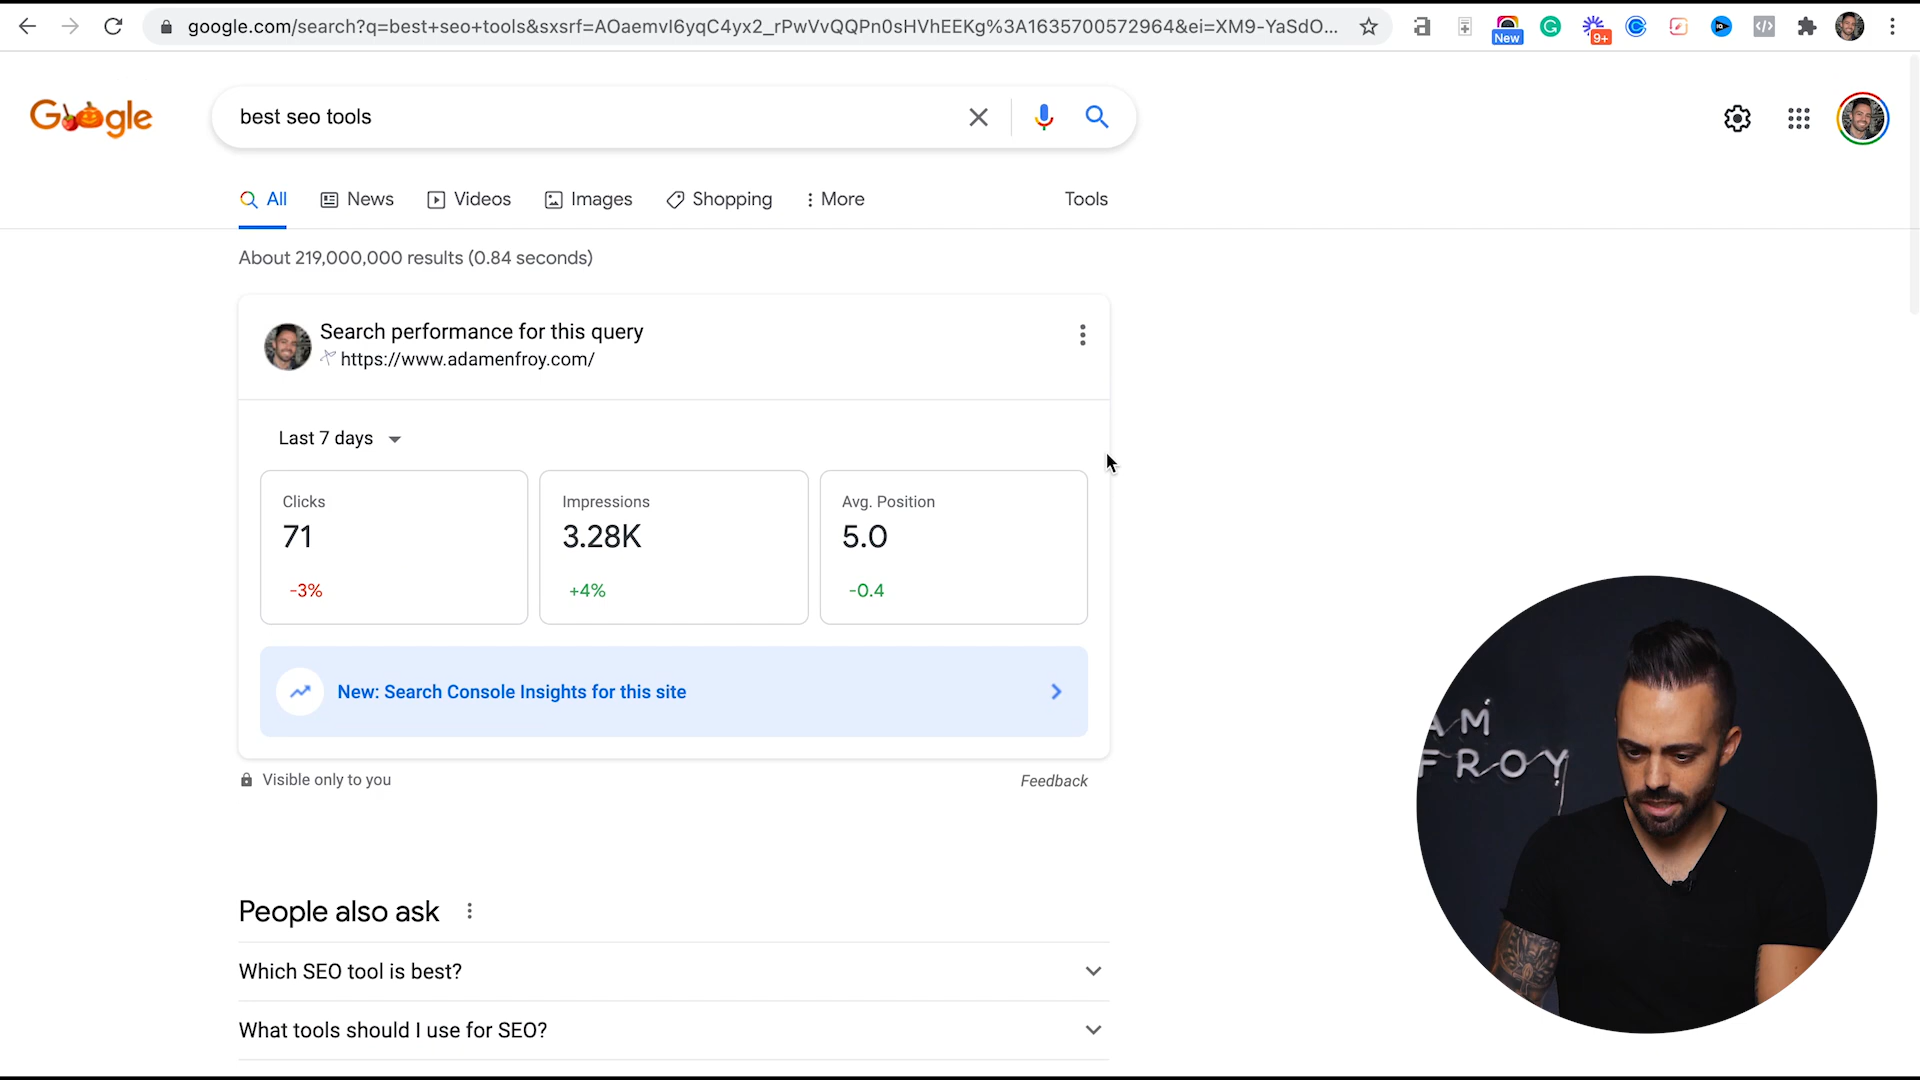 google.com/search?q=best+seo+tools&sxsrf=AOaemvI6yqC4yx2_rPwVvQQPn0sHVhEEKg%3A1635700572964&ei=XM9-YaSdO...
New
9+
Google
best seo tools
All
News
Videos
Images
Shopping
More
Tools
About 219,000,000 results (0.84 seconds)
Search performance for this query
https://www.adamenfroy.com/
Last 7 days
Clicks
Impressions
Avg. Position
71
3.28K
5.0
-3%
+4%
-0.4
New: Search Console Insights for this site
Visible only to you
Feedback
AM
FROY
People also ask
Which SEO tool is best?
What tools should I use for SEO?